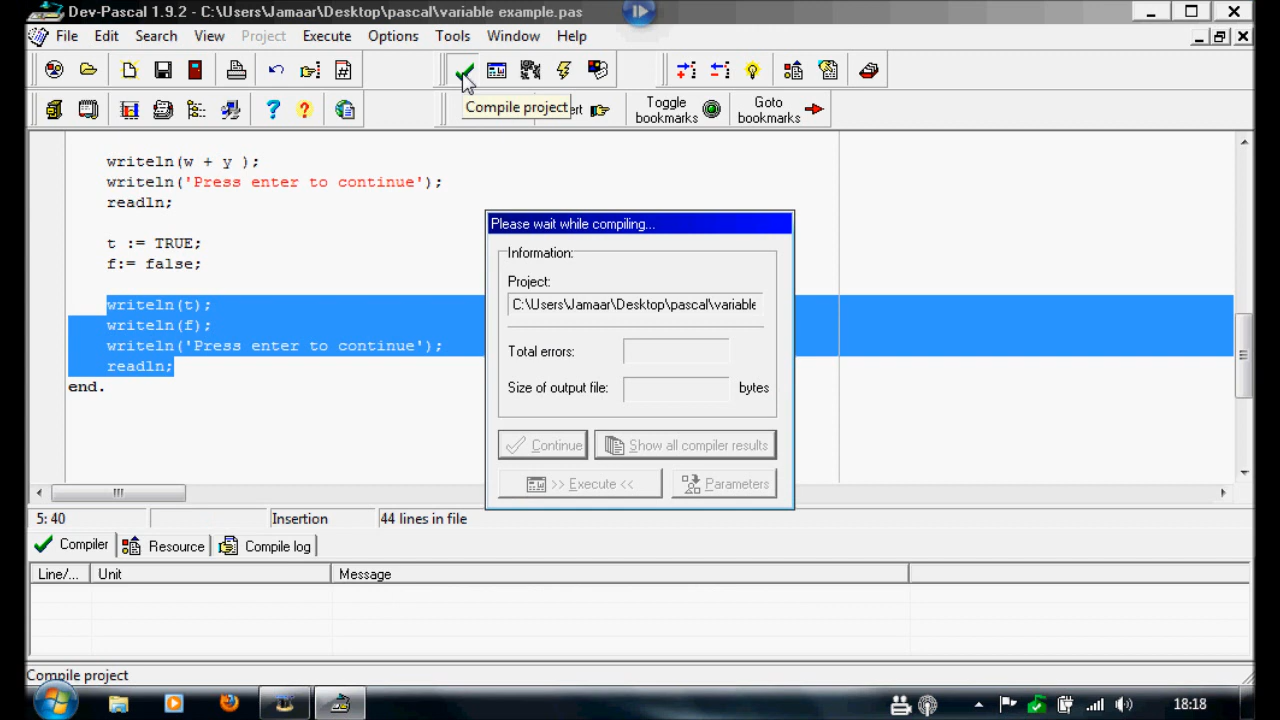 Dev-Pascal 1.9.2 - C:\Users\Jamaar\Desktop\pascal\variable example.pas
File Edit Search View Project Execute Options Tools Window Help
Compile project
ert
Toggle bookmarks
Goto bookmarks
writeln(w + y );
writeln('Press enter to continue');
readln;
t := TRUE;
f:= false;
writeln(t);
writeln(f);
writeln('Press enter to continue');
readln;
end.
Please wait while compiling...
Information:
Project:
C:\Users\Jamaar\Desktop\pascal\variable
Total errors:
Size of output file: bytes
Continue Show all compiler results
>> Execute << Parameters
5: 40 Insertion 44 lines in file
Compiler Resource Compile log
Line/... Unit Message
Compile project
18:18